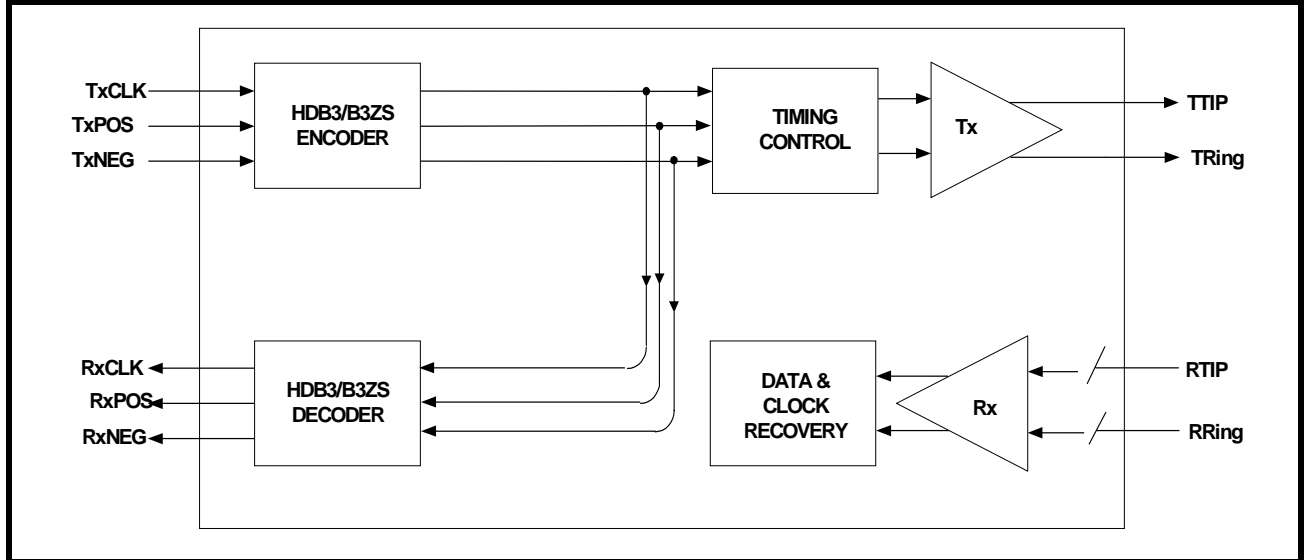 TxCLK
TxPOS
TxNEG
HDB3/B3ZS
ENCODER
TIMING
CONTROL
Tx
TTIP
TRing
RxCLK
RxPOS
RxNEG
HDB3/B3ZS
DECODER
DATA &
CLOCK
RECOVERY
Rx
RTIP
RRing